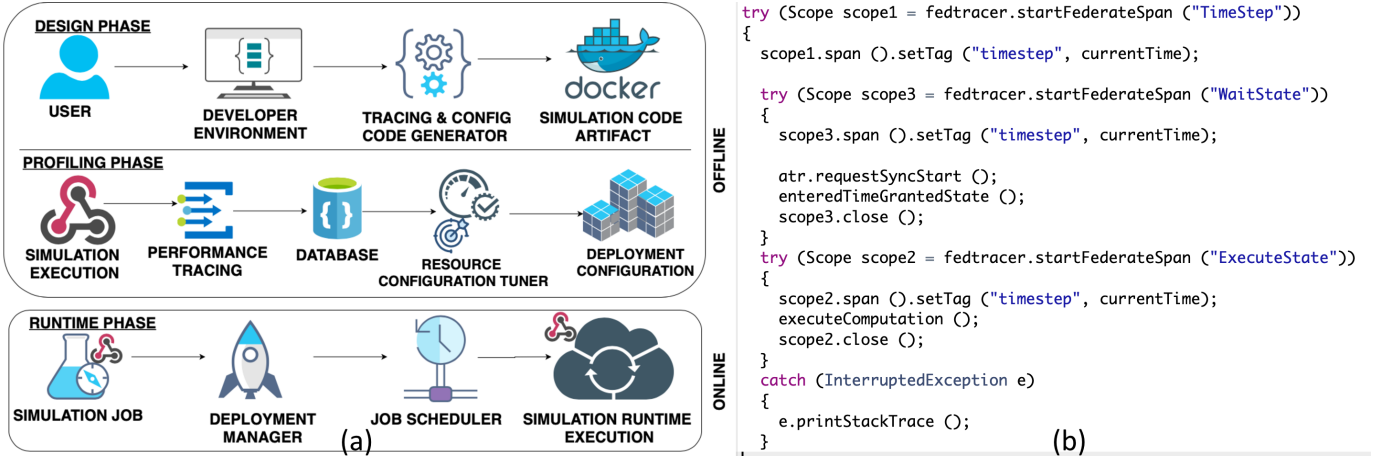 DESIGN PHASE
USER
DEVELOPER
ENVIRONMENT
TRACING & CONFIG
CODE GENERATOR
docker
SIMULATION CODE
ARTIFACT
PROFILING PHASE
SIMULATION
EXECUTION
PERFORMANCE
TRACING
DATABASE
RESOURCE
CONFIGURATION TUNER
DEPLOYMENT
CONFIGURATION
OFFLINE
RUNTIME PHASE
SIMULATION JOB
DEPLOYMENT
MANAGER
JOB SCHEDULER
SIMULATION RUNTIME
EXECUTION
ONLINE
(a)
try (Scope scope1 = fedtracer.startFederateSpan ("TimeStep"))
{
scope1.span ().setTag ("timestep", currentTime);
try (Scope scope3 = fedtracer.startFederateSpan ("WaitState"))
{
scope3.span ().setTag ("timestep", currentTime);
atr.requestSyncStart ();
enteredTimeGrantedState ();
scope3.close ();
}
try (Scope scope2 = fedtracer.startFederateSpan ("ExecuteState"))
{
scope2.span ().setTag ("timestep", currentTime);
executeComputation ();
scope2.close ();
}
catch (InterruptedException e)
{
e.printStackTrace ();
}
(b)